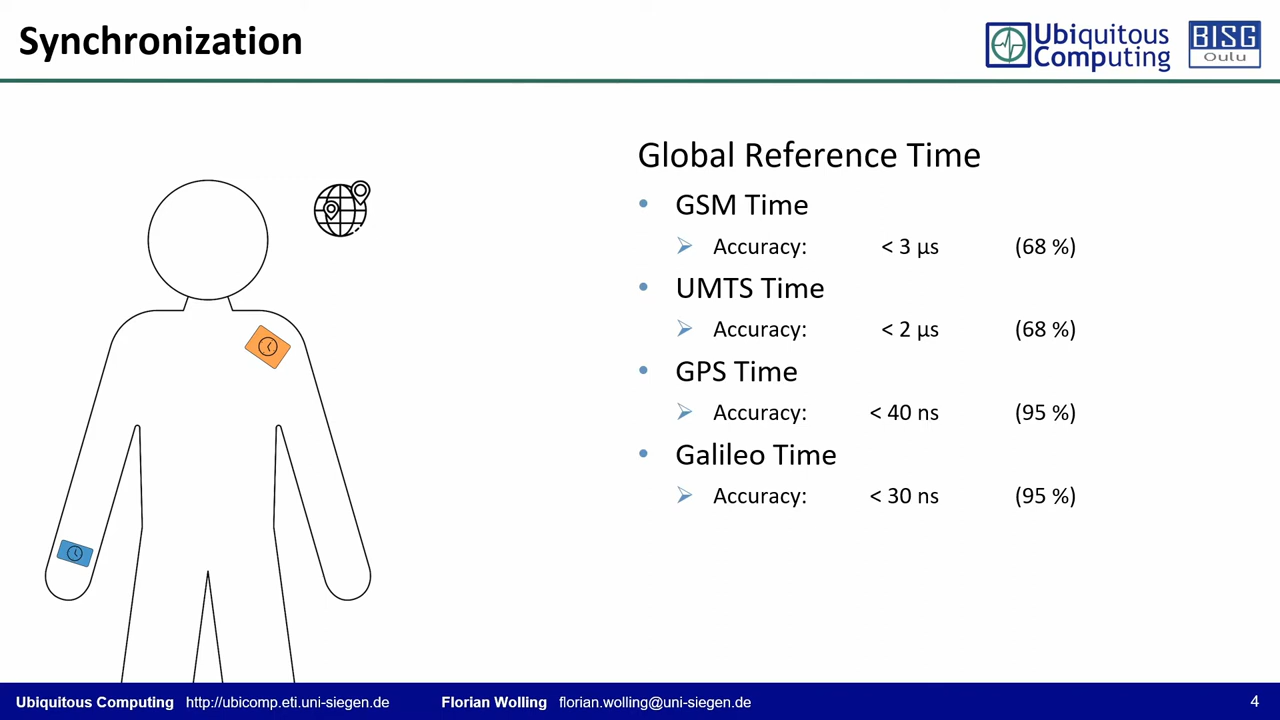 Synchronization
Ubiquitous
Computing
BISG
Oulu
Global Reference Time
• GSM Time
➢ Accuracy: < 3 µs (68 %)
• UMTS Time
➢ Accuracy: < 2 µs (68 %)
• GPS Time
➢ Accuracy: < 40 ns (95 %)
• Galileo Time
➢ Accuracy: < 30 ns (95 %)
Ubiquitous Computing http://ubicomp.eti.uni-siegen.de Florian Wolling florian.wolling@uni-siegen.de 4